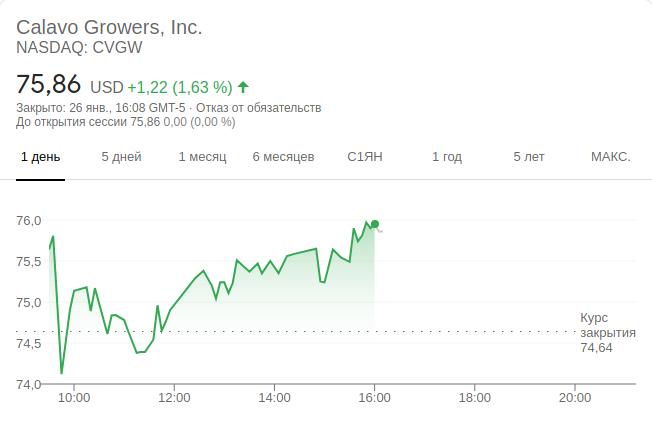 Calavo Growers, Inc.
NASDAQ: CVGW
75,86 USD +1,22 (1,63 %)
Закрыто: 26 янв., 16:08 GMT-5 · Отказ от обязательств
До открытия сессии 75,86 0,00 (0,00 %)
1 день 5 дней 1 месяц 6 месяцев С1ЯН 1 год 5 лет МАКС.
76,0
75,5
75,0
Курс
закрытия
74,64
74,5
74,0
10:00 12:00 14:00 16:00 18:00 20:00